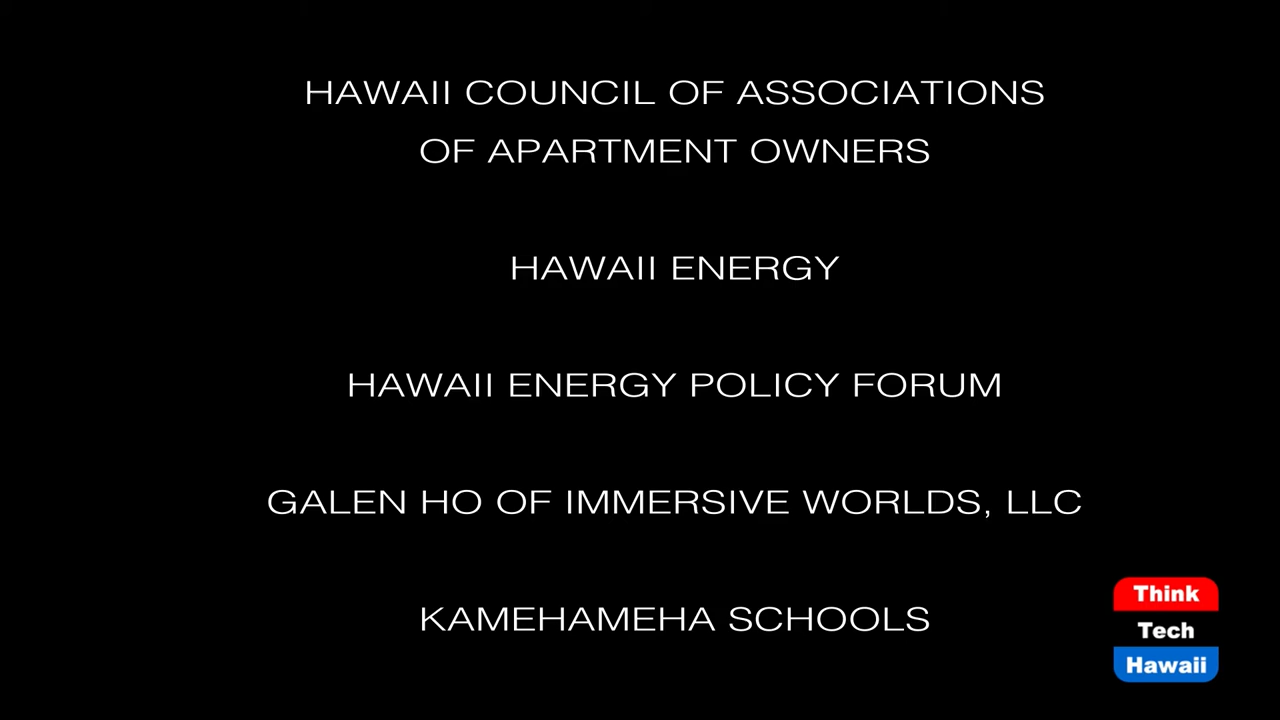 HAWAII COUNCIL OF ASSOCIATIONS
OF APARTMENT OWNERS
HAWAII ENERGY
HAWAII ENERGY POLICY FORUM
GALEN HO OF IMMERSIVE WORLDS, LLC
KAMEHAMEHA SCHOOLS
Think
Tech
Hawaii